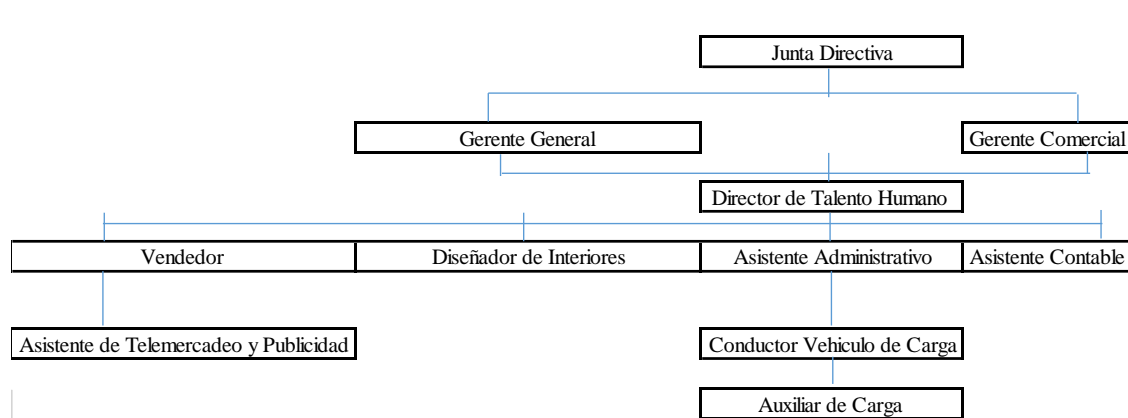 Junta Directiva
Gerente General
Gerente Comercial
Director de Talento Humano
Vendedor
Diseñador de Interiores
Asistente Administrativo
Asistente Contable
Asistente de Telemercadeo y Publicidad
Conductor Vehiculo de Carga
Auxiliar de Carga